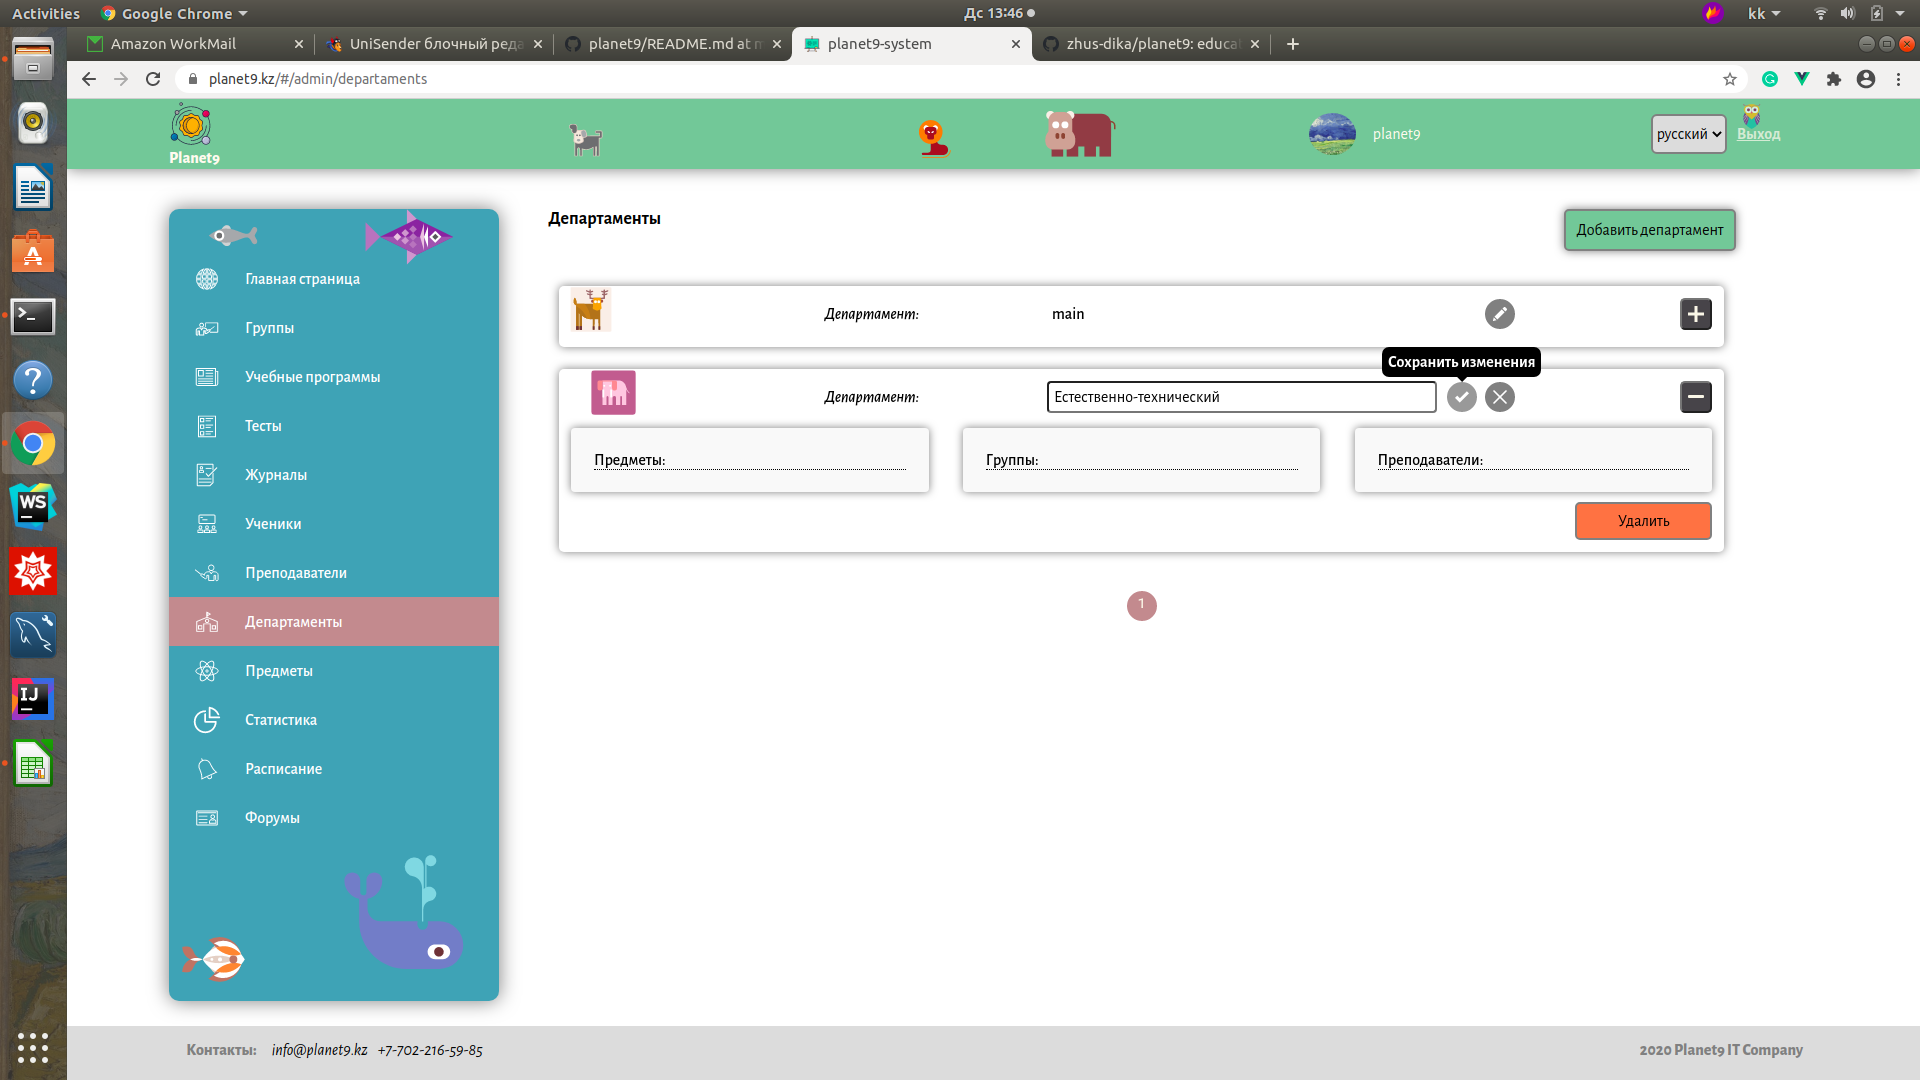 Activities
Google Chrome
Дс 13:46
kk
Amazon WorkMail
UniSender блочный реда
planet9/README.md at m
planet9-system
zhus-dika/planet9: educat
planet9.kz/#/admin/departaments
Planet9
planet9
русский
Выход
Главная страница
Группы
Учебные программы
Тесты
Журналы
Ученики
Преподаватели
Департаменты
Предметы
Статистика
Расписание
Форумы
Департаменты
Добавить департамент
Департамент:
main
Сохранить изменения
Департамент:
Естественно-технический
Предметы:
Группы:
Преподаватели:
Удалить
1
WS
IJ
Контакты: info@planet9.kz +7-702-216-59-85
2020 Planet9 IT Company